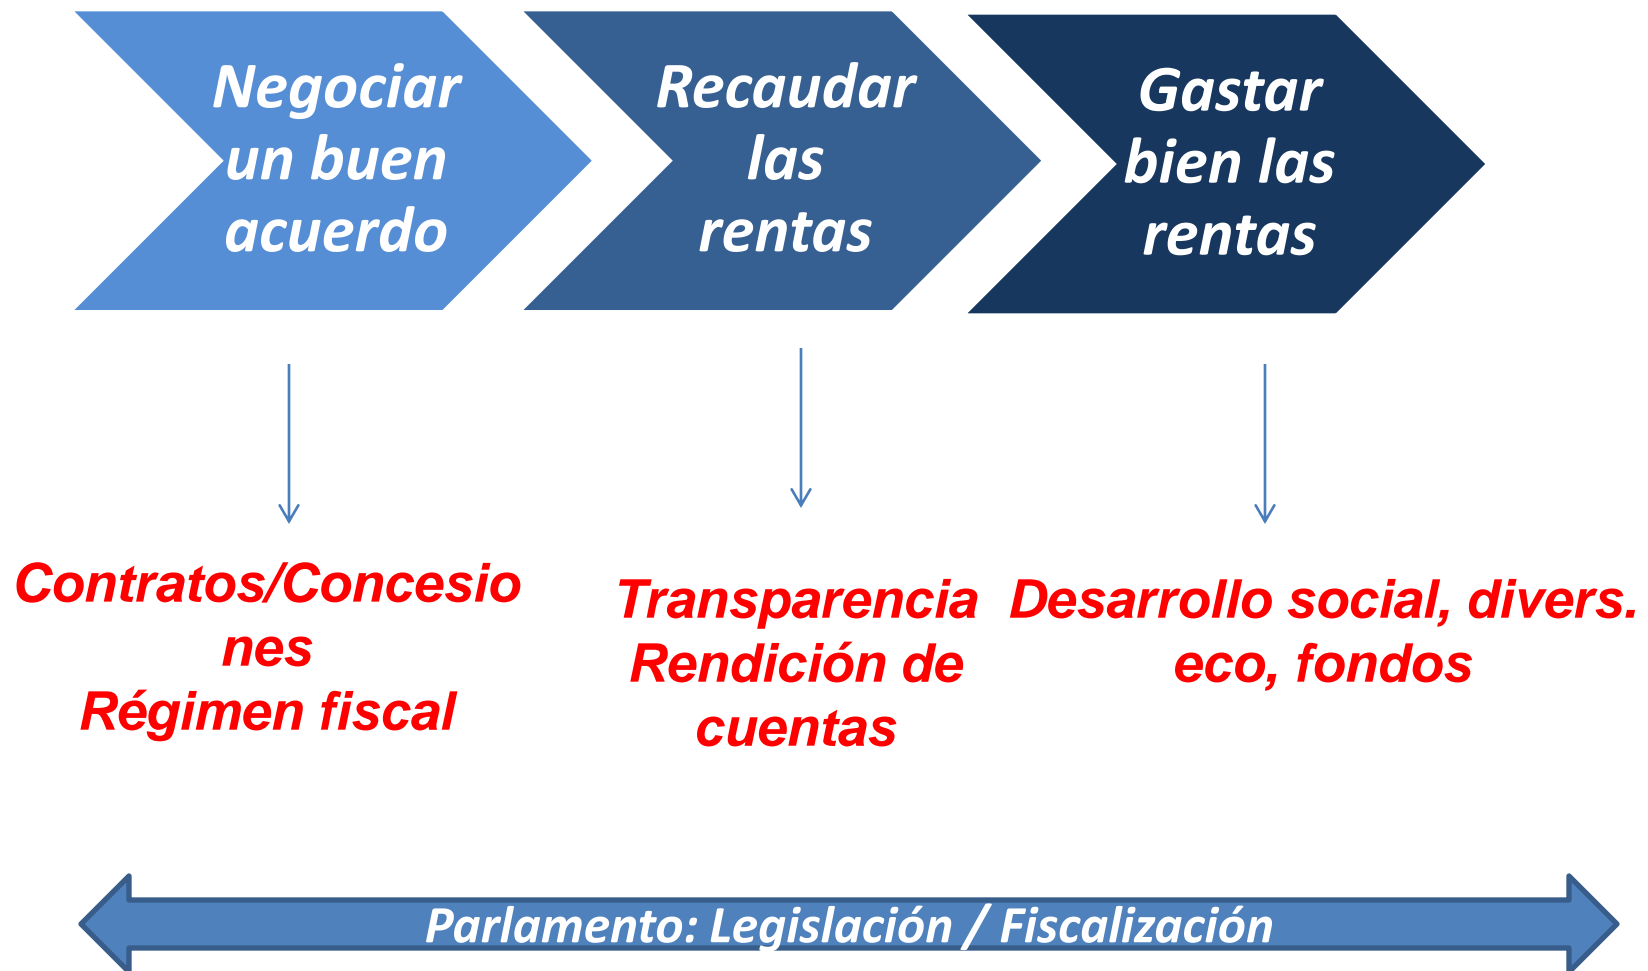 Negociar
un buen
acuerdo
Recaudar
las
rentas
Gastar
bien las
rentas
Contratos/Concesio
nes
Régimen fiscal
Transparencia
Rendición de
cuentas
Desarrollo social, divers.
eco, fondos
Parlamento: Legislación / Fiscalización